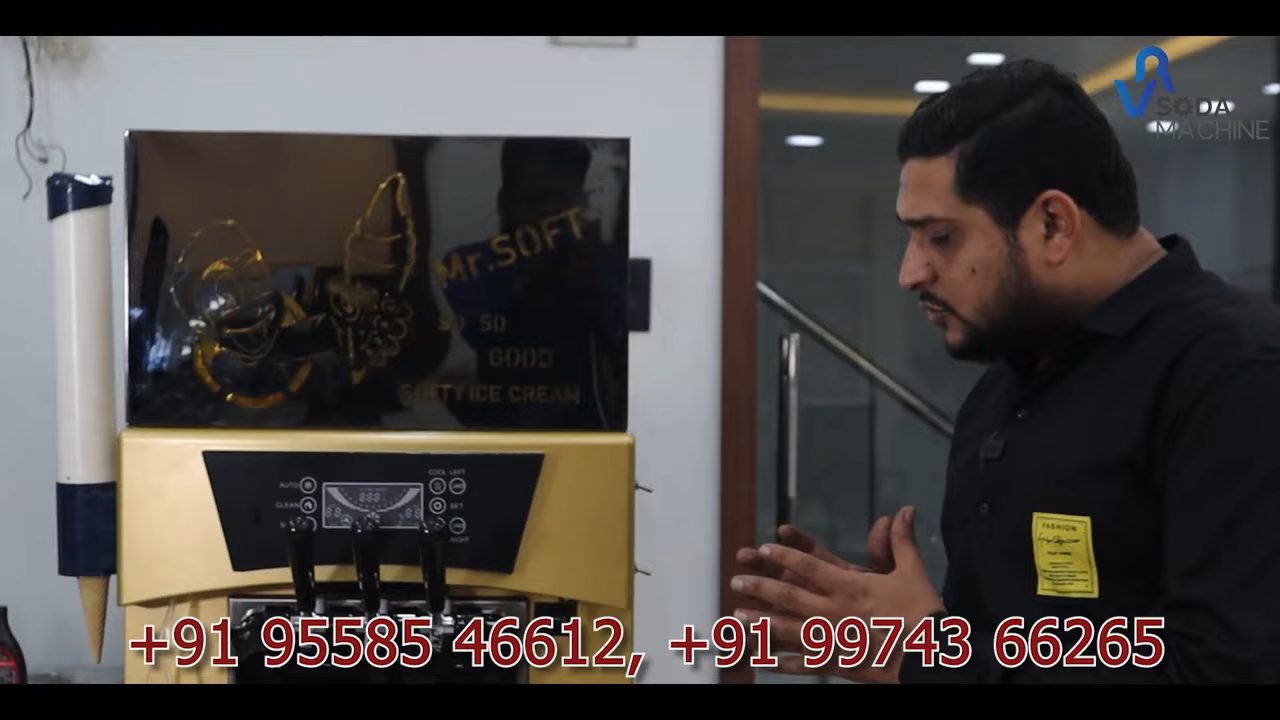 SODA
MACHINE
Mr.SOFT
SO SO
GOOD
SOFTY ICE CREAM
COOL LEFT
AUTO
CLEAN
SET
RIGHT
FASHION
+91 95585 46612, +91 99743 66265